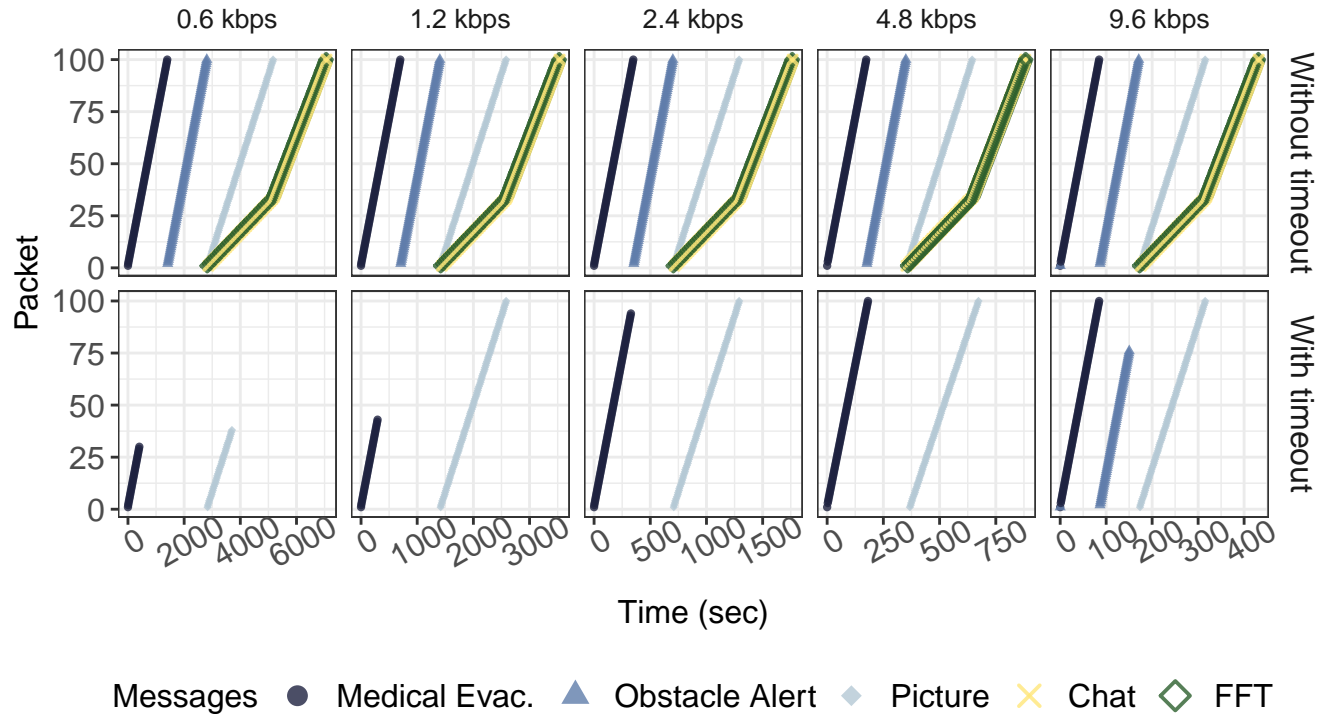 0.6 kbps 1.2 kbps 2.4 kbps 4.8 kbps 9.6 kbps
100
75
50
25
0
Without timeout
Packet
100
75
50
25
0
With timeout
0 2000 4000 6000 0 1000 2000 3000 0 500 1000 1500 0 250 500 750 0 100 200 300 400
Time (sec)
Messages Medical Evac. Obstacle Alert Picture Chat FFT